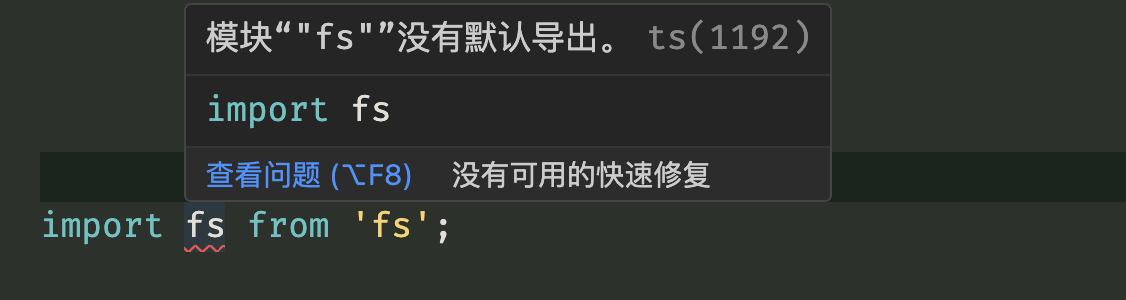 模块“"fs"”没有默认导出。 ts(1192)
import fs
查看问题 (⌥F8) 没有可用的快速修复
import fs from 'fs';